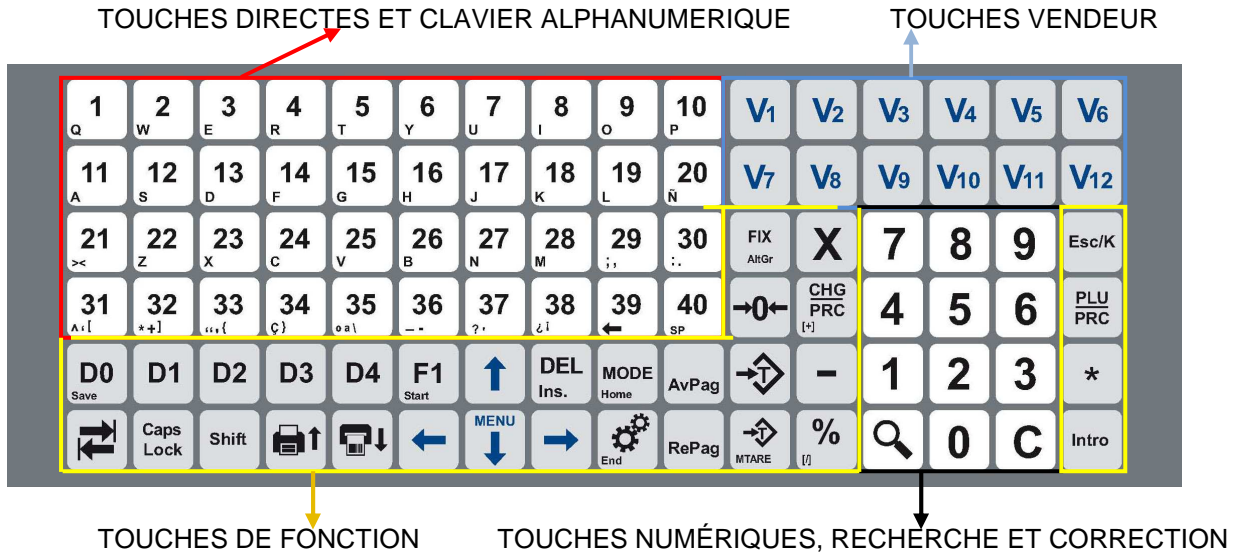 TOUCHES DIRECTES ET CLAVIER ALPHANUMERIQUE TOUCHES VENDEUR
1 2 3 4 5 6 7 8 9 10 V1 V2 V3 V4 V5 V6
Q W E R T Y U I O P
11 12 13 14 15 16 17 18 19 20 V7 V8 V9 V10 V11 V12
A S D F G H J K L Ñ
21 22 23 24 25 26 27 28 29 30 FIX X 7 8 9 Esc/K
>< Z X C V B N M ;, :. AltGr
31 32 33 34 35 36 37 38 39 40 →0← CHG PRC 4 5 6 PLU PRC
*+] Ç} ºª\ ¿¡ SP [+]
D0 D1 D2 D3 D4 F1 DEL MODE AvPag T - 1 2 3 *
Save Start Ins. Home
Caps Lock Shift MENU RePag T % 0 C Intro
End MTARE [/]
TOUCHES DE FONCTION TOUCHES NUMÉRIQUES, RECHERCHE ET CORRECTION